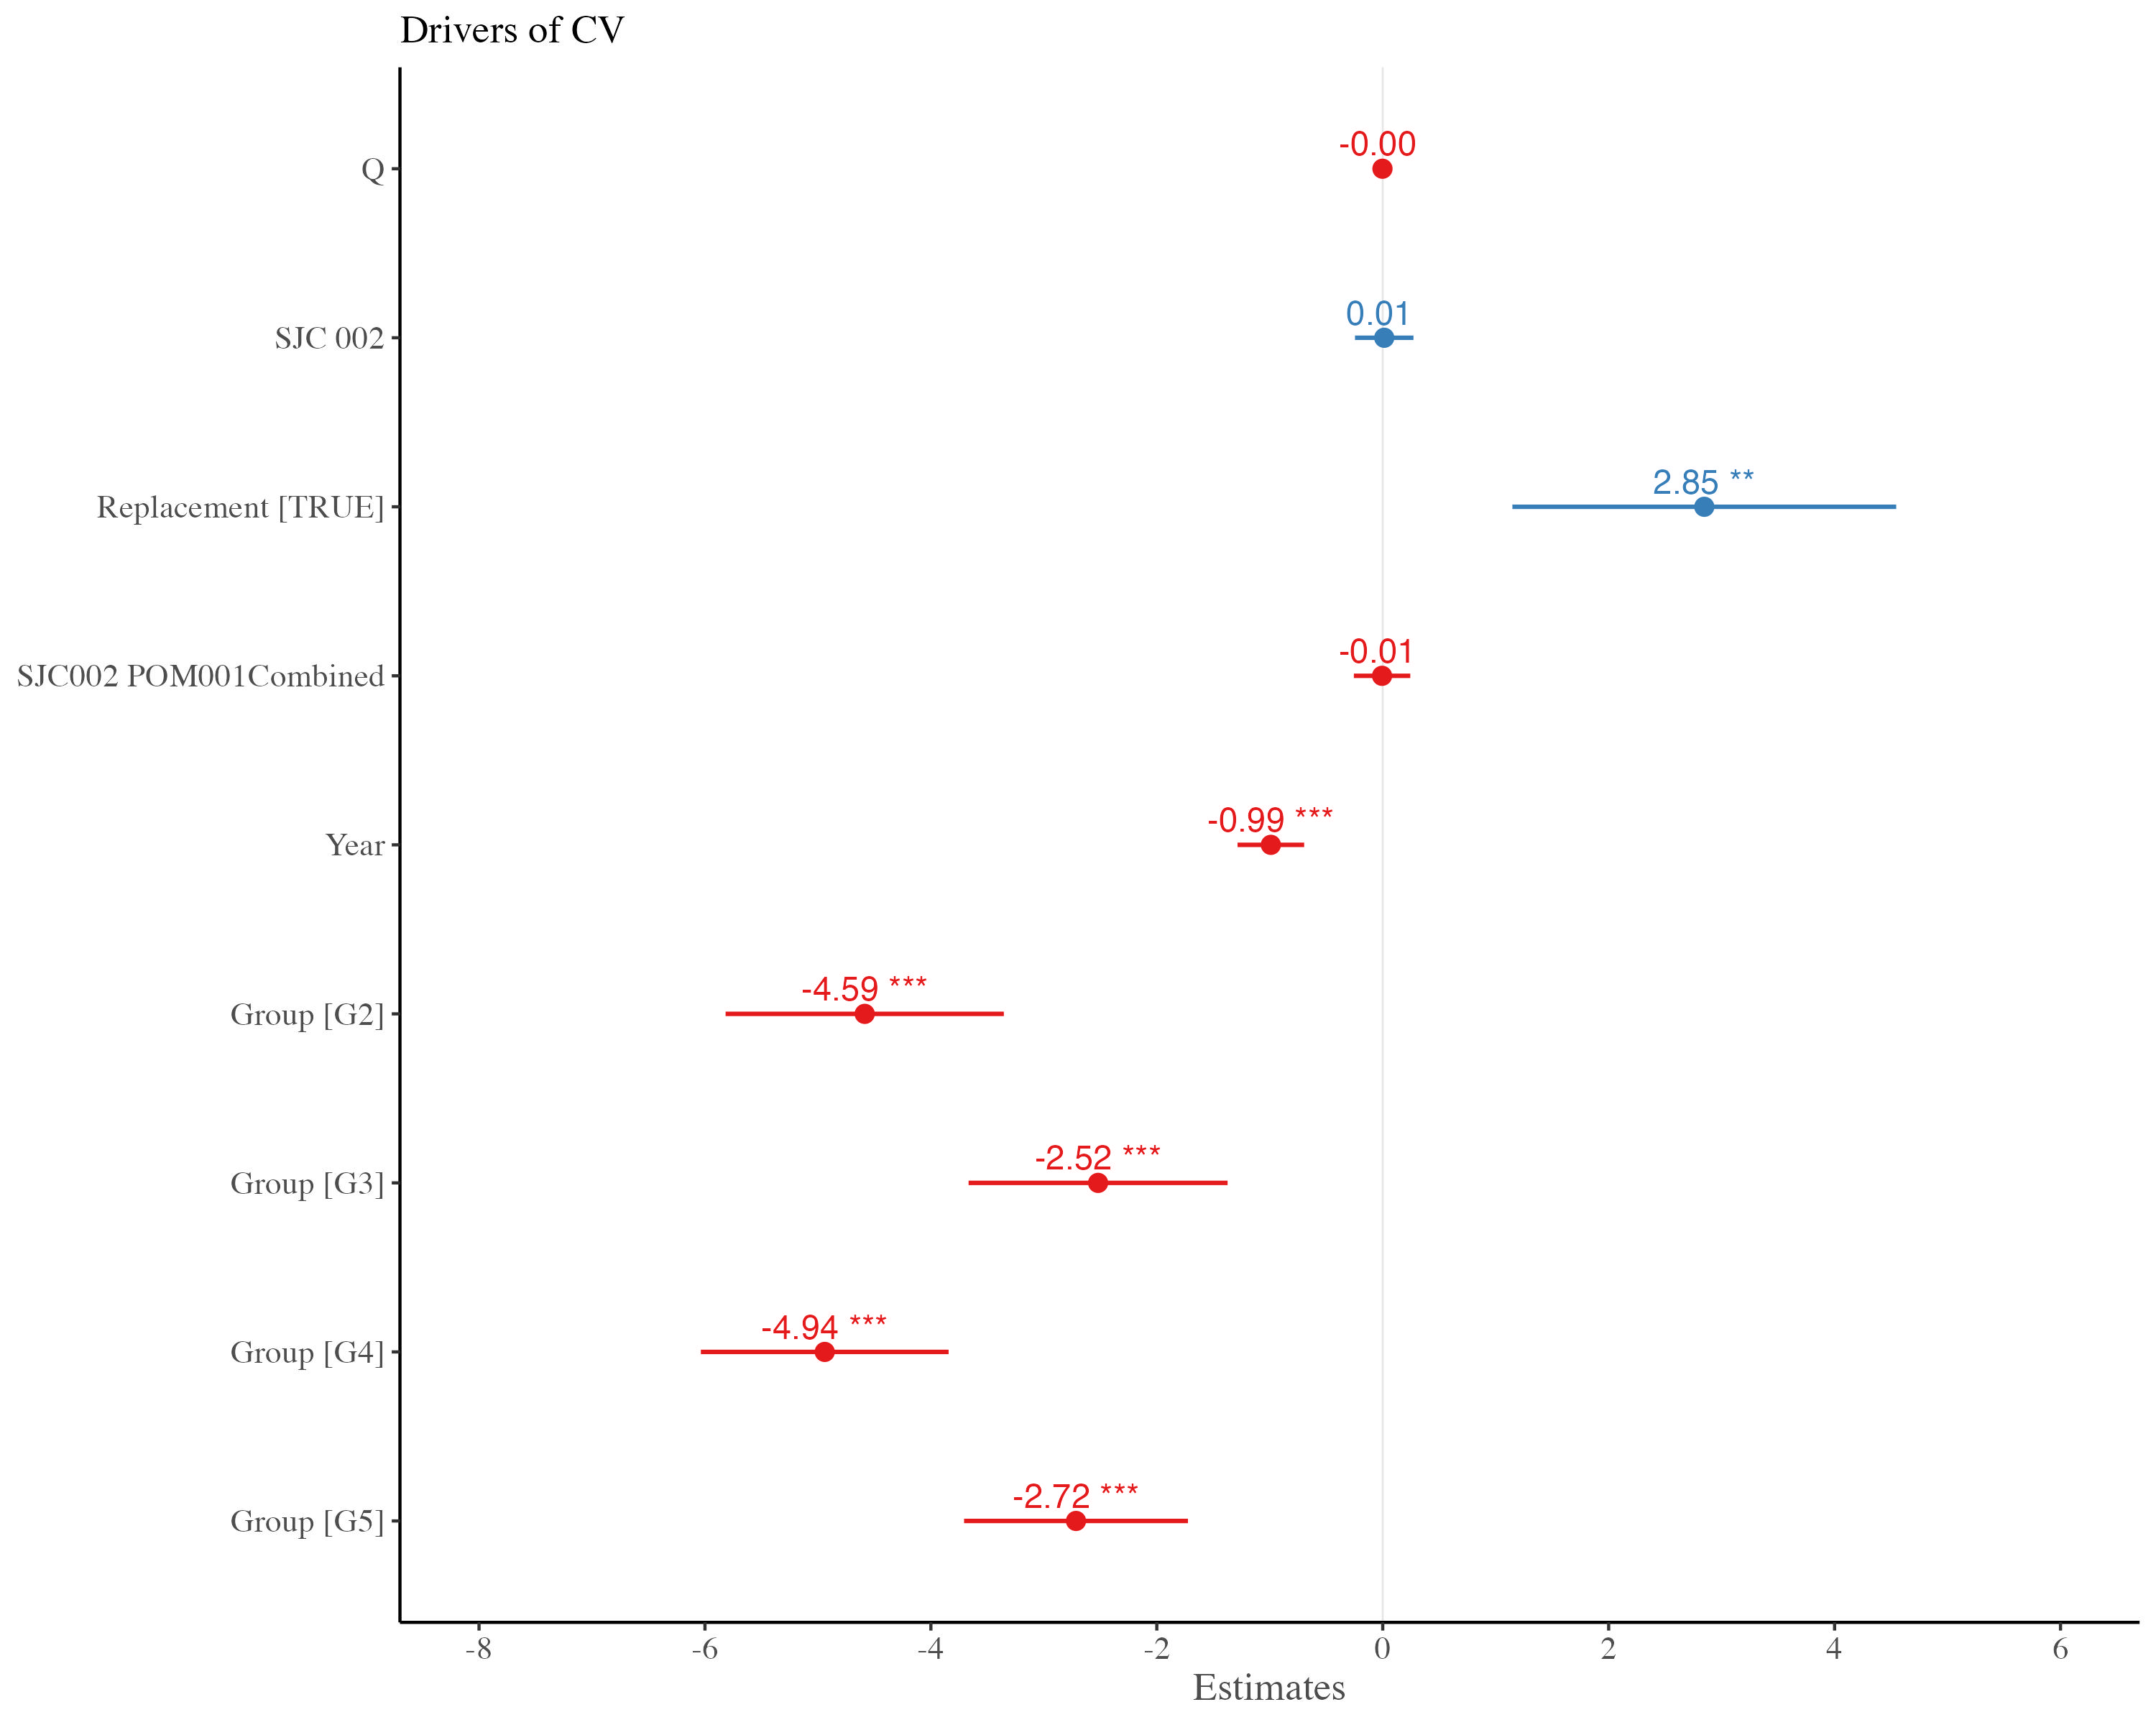 Drivers of CV
Q
-0.00
SJC 002
0.01
Replacement [TRUE]
2.85 **
SJC002 POM001Combined
-0.01
Year
-0.99 ***
Group [G2]
-4.59 ***
Group [G3]
-2.52 ***
Group [G4]
-4.94 ***
Group [G5]
-2.72 ***
-8 -6 -4 -2 0 2 4 6
Estimates